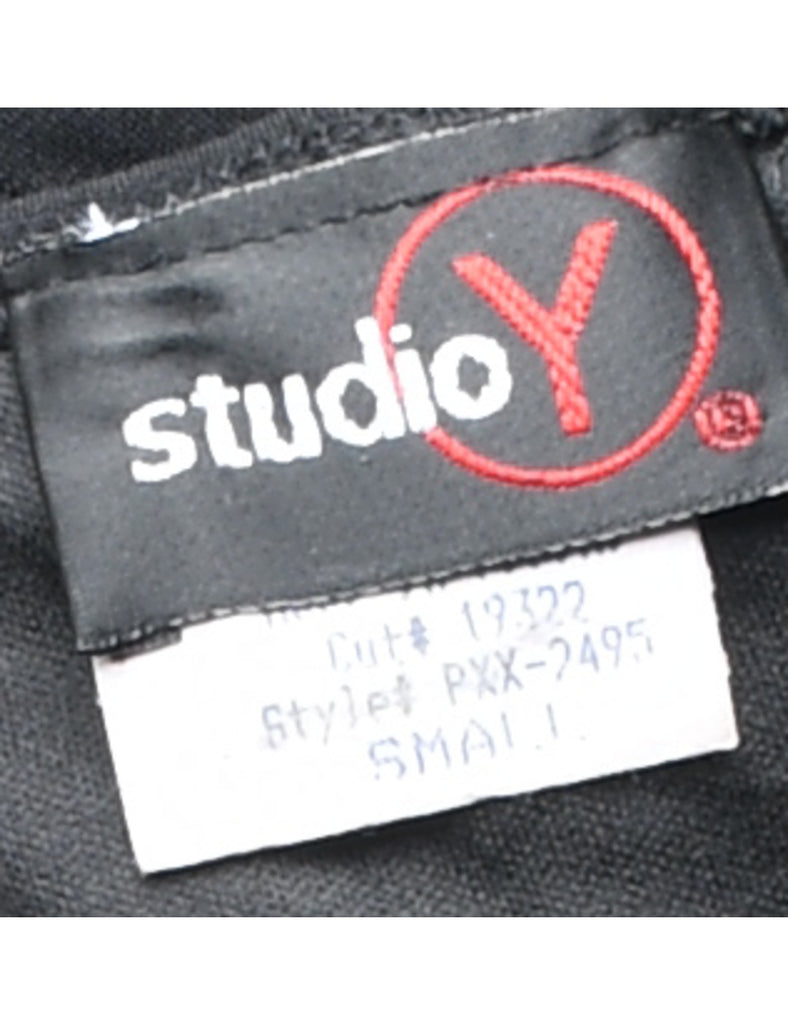 studio Y ®
Cut# 19322
Style# PXX-2495
SMALL